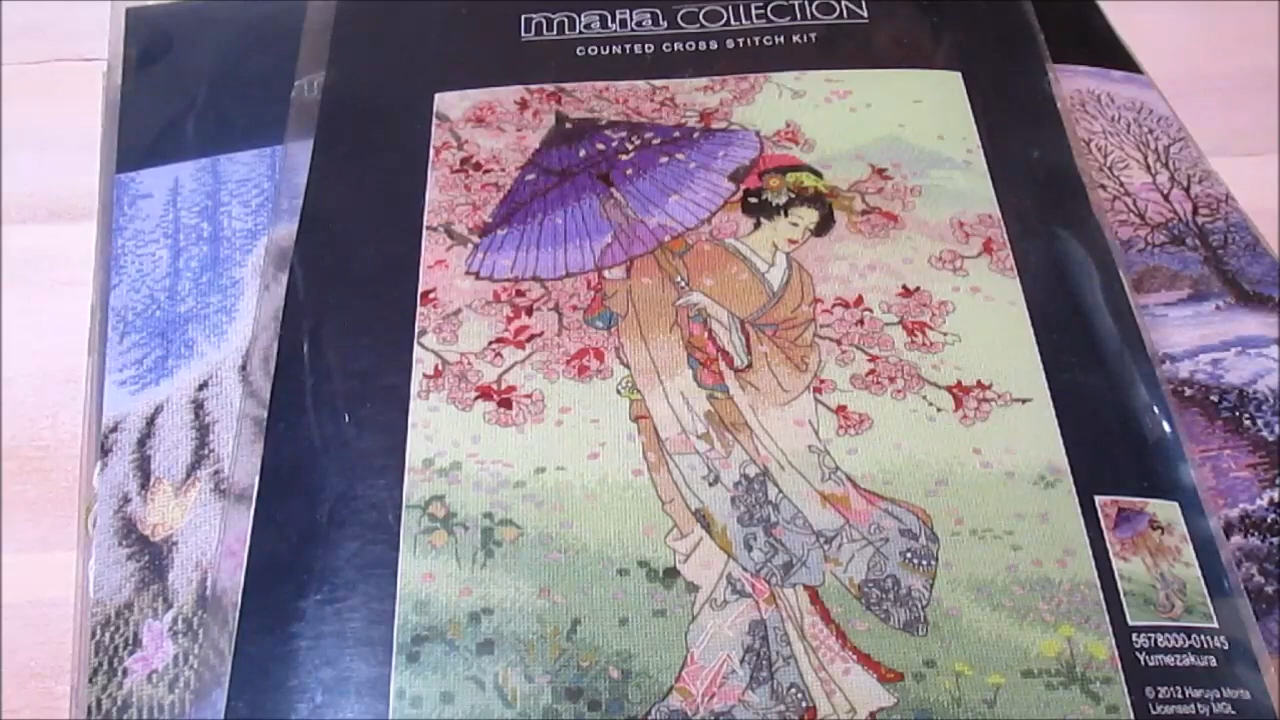 maia COLLECTION
COUNTED CROSS STITCH KIT
5678000-01145
Yumezakura
© 2012 Haruyo Morita
Licensed by MGL